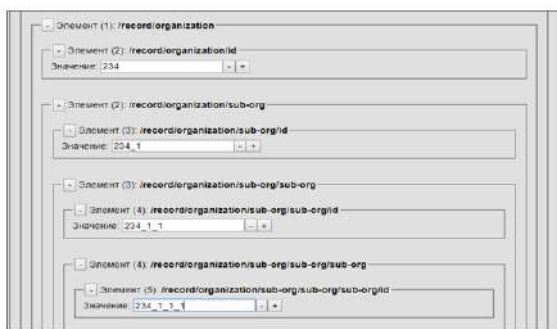 - Элемент (1): /record/organization
- Элемент (2): /record/organization/id
Значение: 234 - +
- Элемент (2): /record/organization/sub-org
- Элемент (3): /record/organization/sub-org/id
Значение: 234_1 - +
- Элемент (3): /record/organization/sub-org/sub-org
- Элемент (4): /record/organization/sub-org/sub-org/id
Значение: 234_1_1 - +
- Элемент (4): /record/organization/sub-org/sub-org/sub-org
- Элемент (5): /record/organization/sub-org/sub-org/sub-org/id
Значение: 234_1_1_1 - +